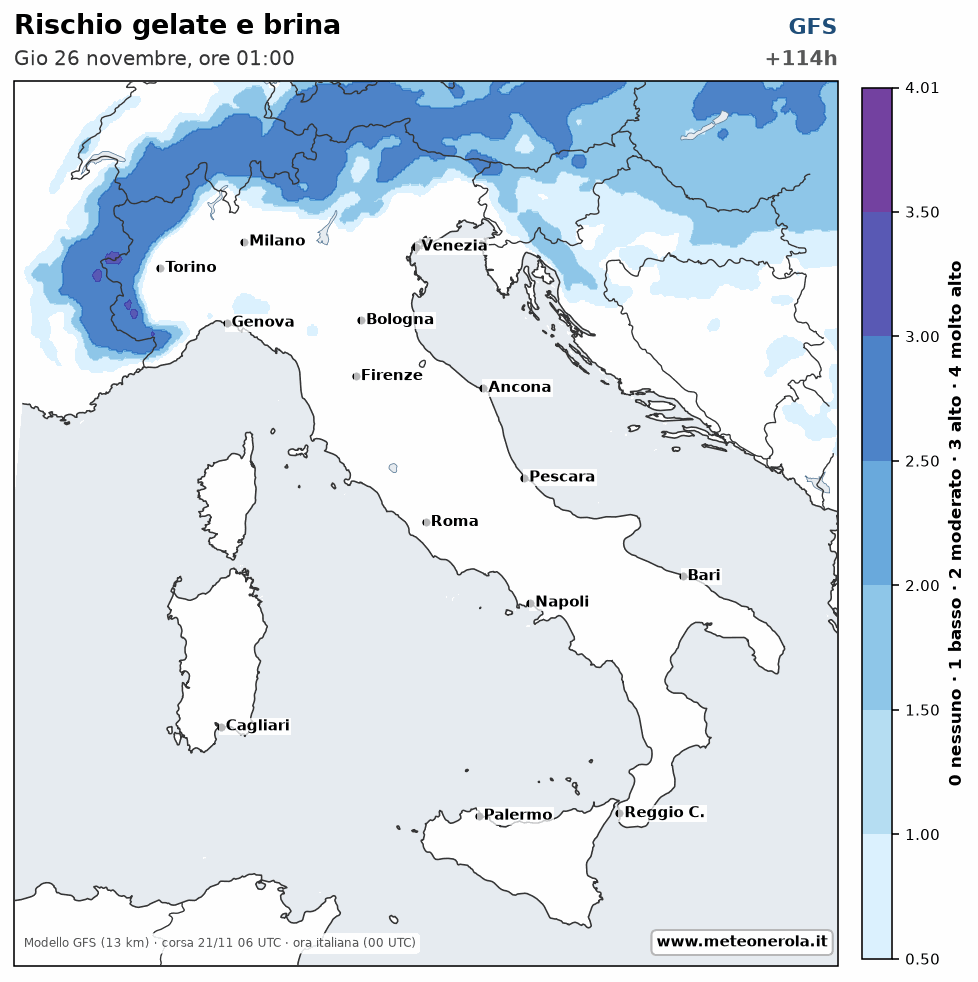 Rischio gelate e brina
GFS
Gio 26 novembre, ore 01:00
+114h
4.01
3.50
3.00
2.50
2.00
1.50
1.00
0.50
0 nessuno · 1 basso · 2 moderato · 3 alto · 4 molto alto
Milano
Venezia
Torino
Genova
Bologna
Firenze
Ancona
Pescara
Roma
Bari
Napoli
Cagliari
Palermo
Reggio C.
Modello GFS (13 km) · corsa 21/11 06 UTC · ora italiana (00 UTC)
www.meteonerola.it